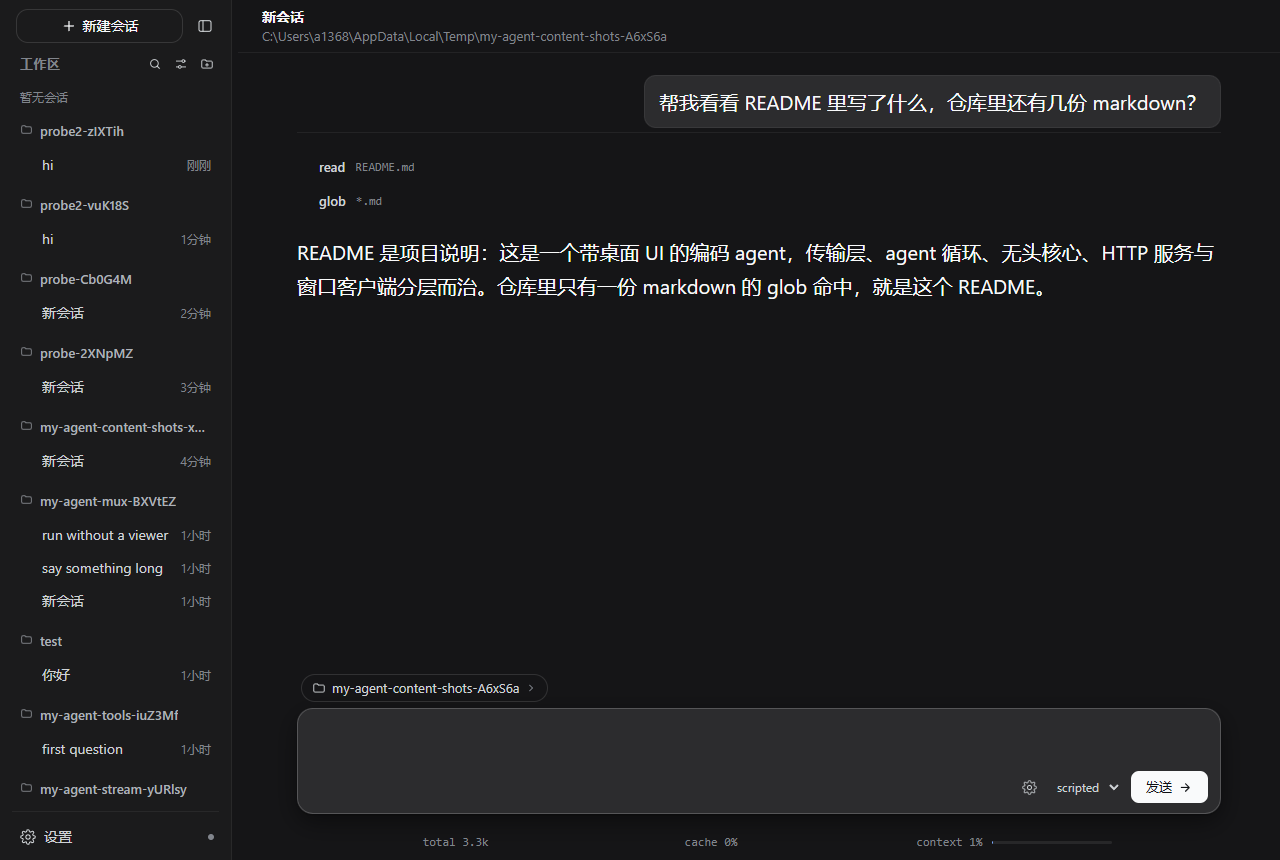 新建会话
工作区
暂无会话
probe2-zIXTih
hi 刚刚
probe2-vuK18S
hi 1分钟
probe-Cb0G4M
新会话 2分钟
probe-2XNpMZ
新会话 3分钟
my-agent-content-shots-x...
新会话 4分钟
my-agent-mux-BXVtEZ
run without a viewer 1小时
say something long 1小时
新会话 1小时
test
你好 1小时
my-agent-tools-iuZ3Mf
first question 1小时
my-agent-stream-yURlsy
设置
新会话
C:\Users\a1368\AppData\Local\Temp\my-agent-content-shots-A6xS6a
帮我看看 README 里写了什么，仓库里还有几份 markdown？
read README.md
glob *.md
README 是项目说明：这是一个带桌面 UI 的编码 agent，传输层、agent 循环、无头核心、HTTP 服务与
窗口客户端分层而治。仓库里只有一份 markdown 的 glob 命中，就是这个 README。
my-agent-content-shots-A6xS6a
scripted 发送
total 3.3k cache 0% context 1%